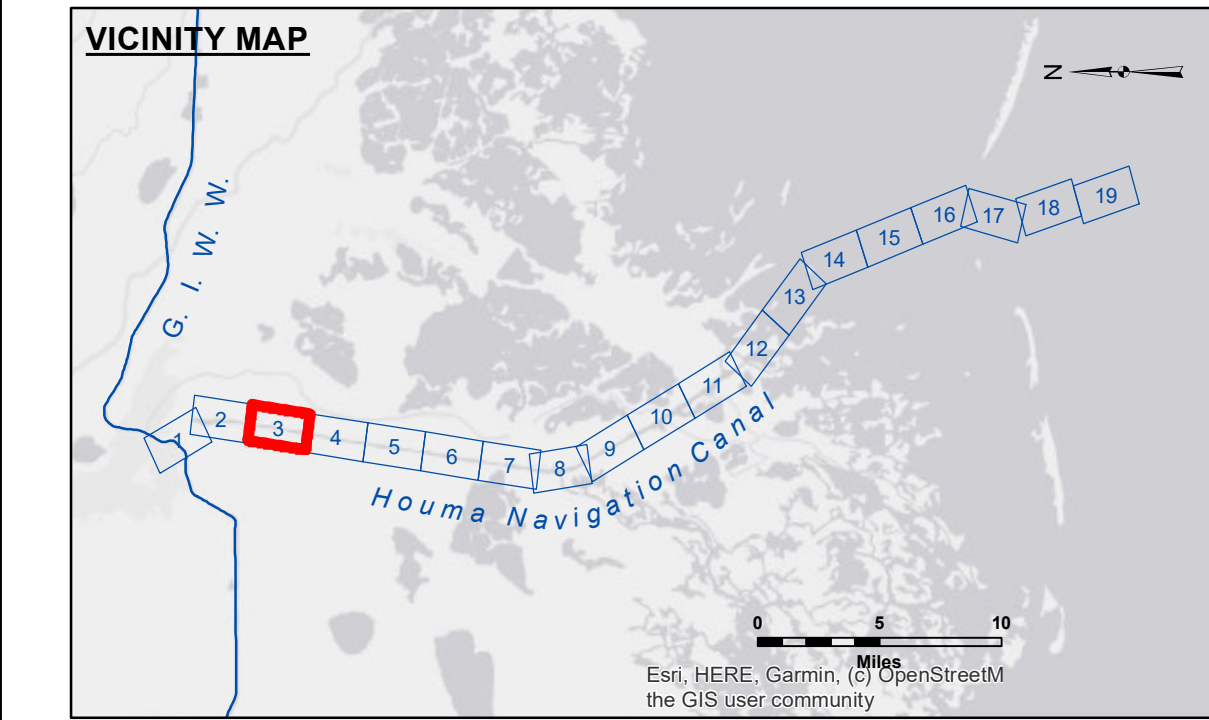 VICINITY MAP
N
G. I. W. W.
1
2
3
4
5
6
7
8
9
10
11
12
13
14
15
16
17
18
19
Houma Navigation Canal
0 5 10
Miles
Esri, HERE, Garmin, (c) OpenStreetM
the GIS user community